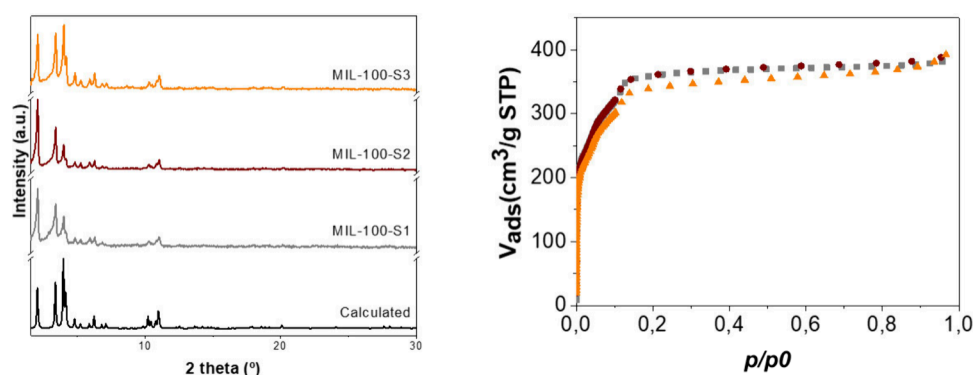 Intensity (a.u.)
MIL-100-S3
MIL-100-S2
MIL-100-S1
Calculated
10
20
30
2 theta (º)
Vads(cm³/g STP)
400
300
200
100
0
0,0
0,2
0,4
0,6
0,8
1,0
p/p0